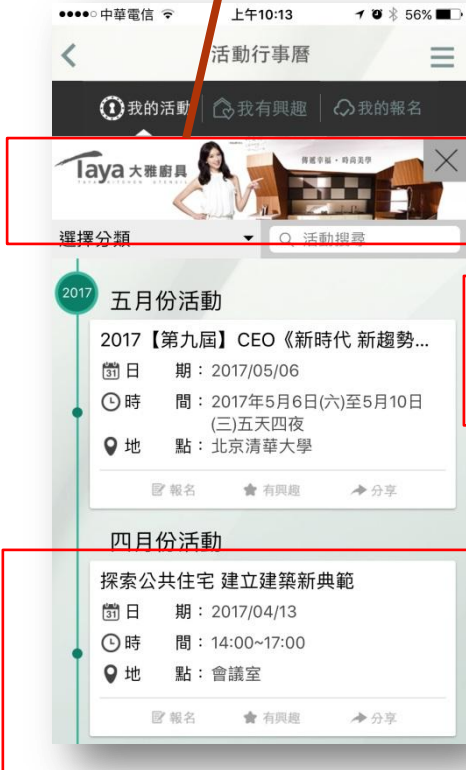 中華電信 上午10:13 56%
活動行事曆
我的活動 我有興趣 我的報名
Taya 大雅廚具 傳遞幸福・時尚美學
TAYA KITCHEN UTENSIL
選擇分類 活動搜尋
2017 五月份活動
2017【第九屆】CEO《新時代 新趨勢...
日 期：2017/05/06
時 間：2017年5月6日(六)至5月10日
(三)五天四夜
地 點：北京清華大學
報名 有興趣 分享
四月份活動
探索公共住宅 建立建築新典範
日 期：2017/04/13
時 間：14:00~17:00
地 點：會議室
報名 有興趣 分享